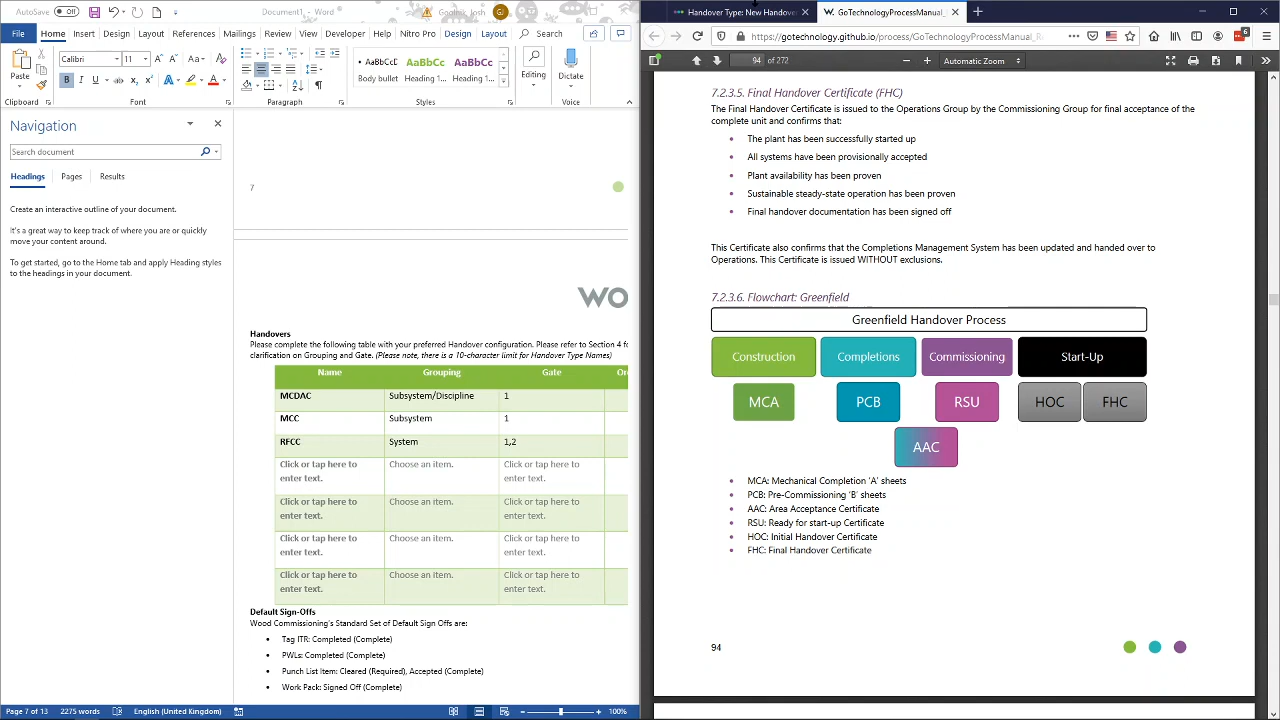 AutoSave Off Document1 - Word Goolnik, Josh GJ
File Home Insert Draw Design Layout References Mailings Review View Developer Help Nitro Pro Design Layout
Paste
Calibri 11
Editing
Dictate
AaBbCcD AaBbCc AaBbCc
Body bullet Heading Heading 1...
Clipboard Font Paragraph Styles Voice
Navigation
Search document
Headings Pages Results
Create an interactive outline of your document.
It's a great way to keep track of where you are or quickly
move your content around.
To get started, go to the Home tab and apply Heading styles
to the headings in your document.
7
WO
Handovers
Please complete the following table with your preferred Handover configuration. Please refer to Section 4 f
clarification on Grouping and Gate. (Please note, there is a 10-character limit for Handover Type Names)
Name Grouping Gate Or
MCDAC Subsystem/Discipline 1
MCC Subsystem 1
RFCC System 1,2
Click or tap here to enter text. Choose an item. Click or tap here to enter text.
Click or tap here to enter text. Choose an item. Click or tap here to enter text.
Click or tap here to enter text. Choose an item. Click or tap here to enter text.
Click or tap here to enter text. Choose an item. Click or tap here to enter text.
Default Sign-Offs
Wood Commissioning's Standard Set of Default Sign Offs are:
• Tag ITR: Completed (Complete)
• PWLs: Completed (Complete)
• Punch List Item: Cleared (Required), Accepted (Complete)
• Work Pack: Signed Off (Complete)
Page 7 of 13 2275 words English (United Kingdom) 100%
Handover Type: New Handover GoTechnologyProcessManual_
https://gotechnology.github.io/process/GoTechnologyProcessManual_Re
94 of 272 Automatic Zoom
7.2.3.5. Final Handover Certificate (FHC)
The Final Handover Certificate is issued to the Operations Group by the Commissioning Group for final acceptance of the
complete unit and confirms that:
• The plant has been successfully started up
• All systems have been provisionally accepted
• Plant availability has been proven
• Sustainable steady-state operation has been proven
• Final handover documentation has been signed off
This Certificate also confirms that the Completions Management System has been updated and handed over to
Operations. This Certificate is issued WITHOUT exclusions.
7.2.3.6. Flowchart: Greenfield
Greenfield Handover Process
Construction Completions Commissioning Start-Up
MCA PCB RSU HOC FHC
AAC
• MCA: Mechanical Completion 'A' sheets
• PCB: Pre-Commissioning 'B' sheets
• AAC: Area Acceptance Certificate
• RSU: Ready for start-up Certificate
• HOC: Initial Handover Certificate
• FHC: Final Handover Certificate
94